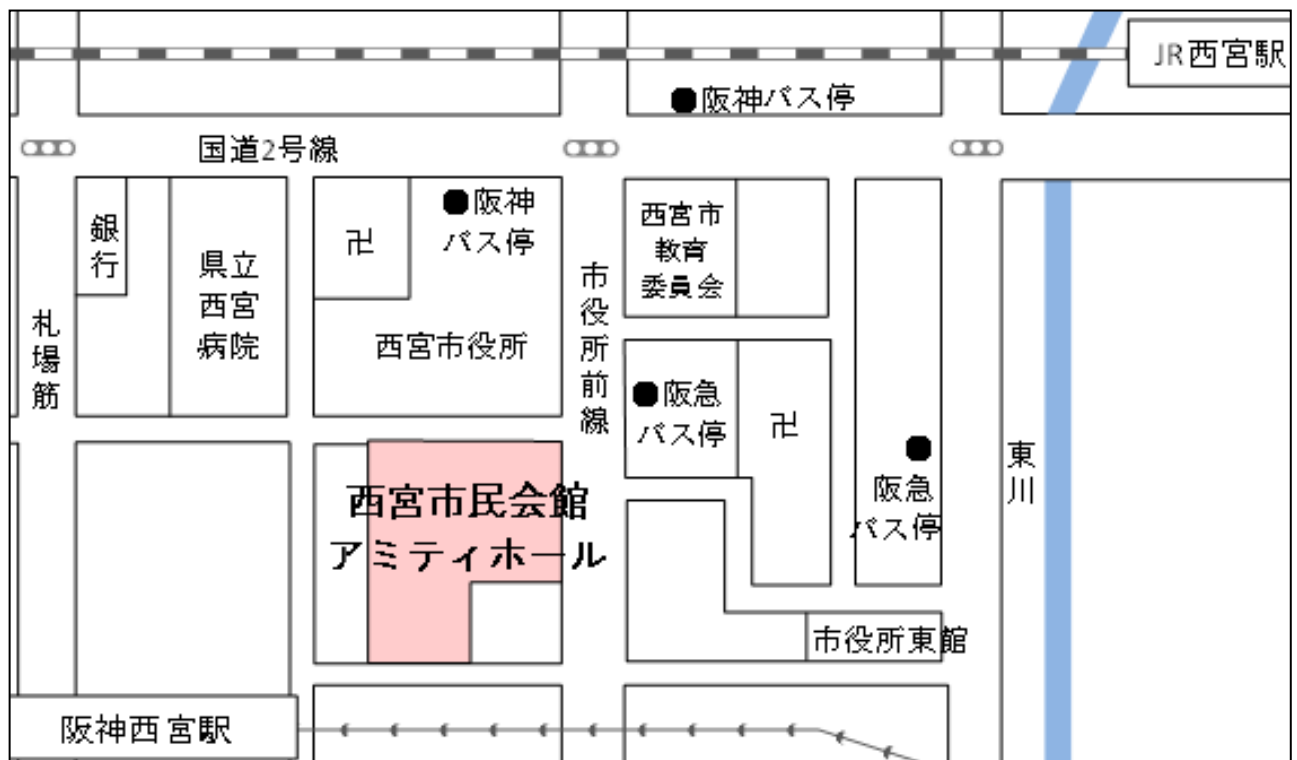 JR西宮駅
●阪神バス停
国道2号線
銀
行
県立
西宮
病院
卍
●阪神
バス停
西宮市役所
市
役
所
前
線
西宮市
教育
委員会
札
場
筋
●阪急
バス停
卍
●
阪急
バス停
東
川
西宮市民会館
アミティホール
市役所東館
阪神西宮駅